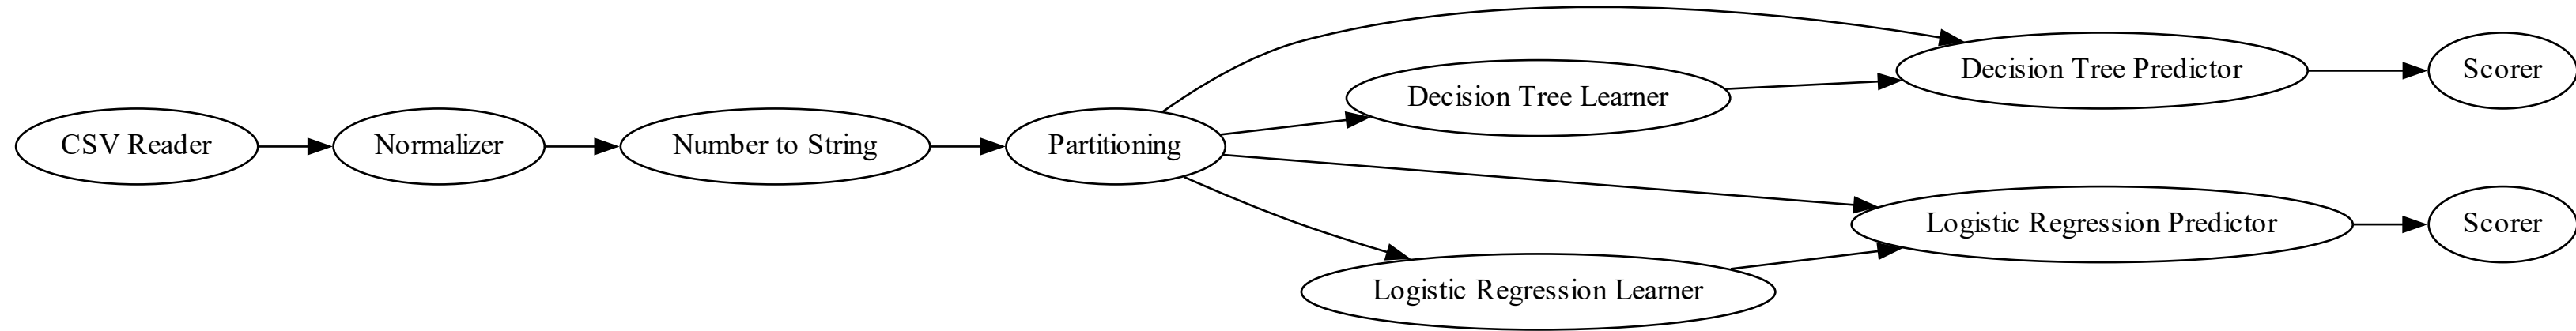 CSV Reader
Normalizer
Number to String
Partitioning
Decision Tree Learner
Decision Tree Predictor
Scorer
Logistic Regression Learner
Logistic Regression Predictor
Scorer